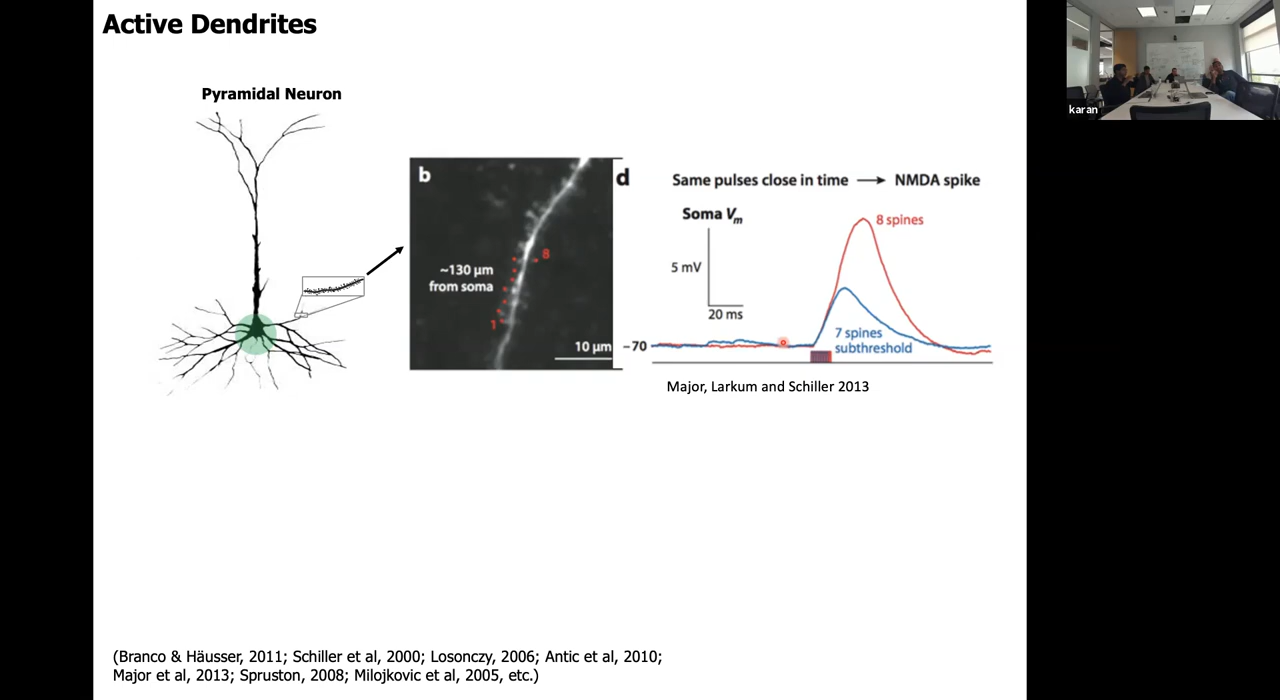 Active Dendrites
Pyramidal Neuron
b
~130 µm
from soma
8
1
10 µm
d
Same pulses close in time → NMDA spike
Soma Vm
5 mV
20 ms
8 spines
7 spines
subthreshold
−70
Major, Larkum and Schiller 2013
(Branco & Häusser, 2011; Schiller et al, 2000; Losonczy, 2006; Antic et al, 2010;
Major et al, 2013; Spruston, 2008; Milojkovic et al, 2005, etc.)
karan